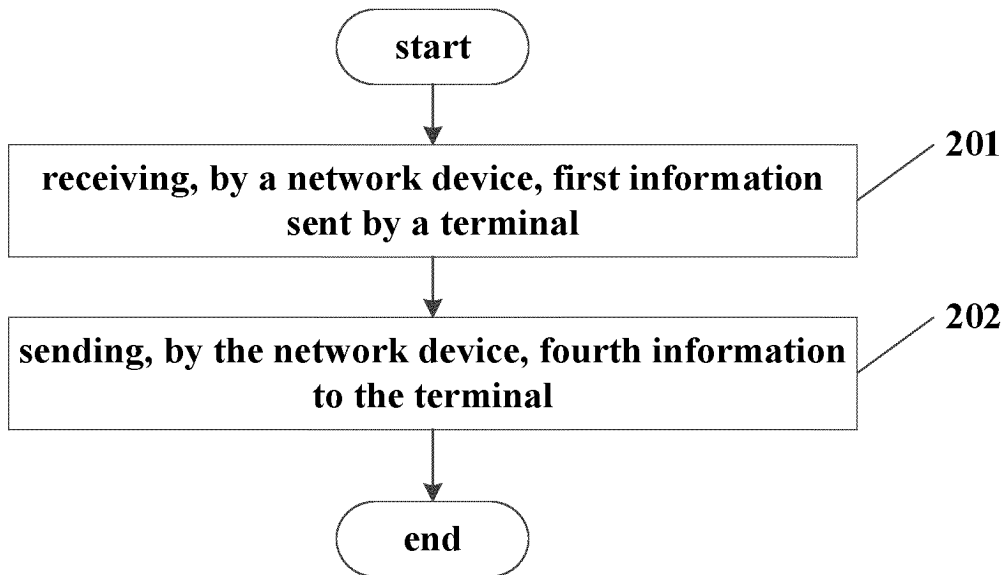 start
201
receiving, by a network device, first information
sent by a terminal
202
sending, by the network device, fourth information
to the terminal
end